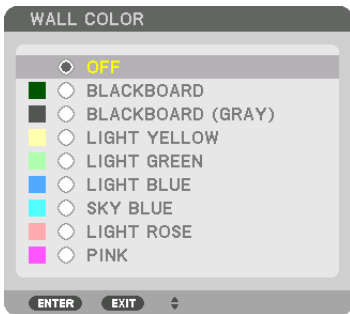 WALL COLOR
OFF
BLACKBOARD
BLACKBOARD (GRAY)
LIGHT YELLOW
LIGHT GREEN
LIGHT BLUE
SKY BLUE
LIGHT ROSE
PINK
ENTER EXIT